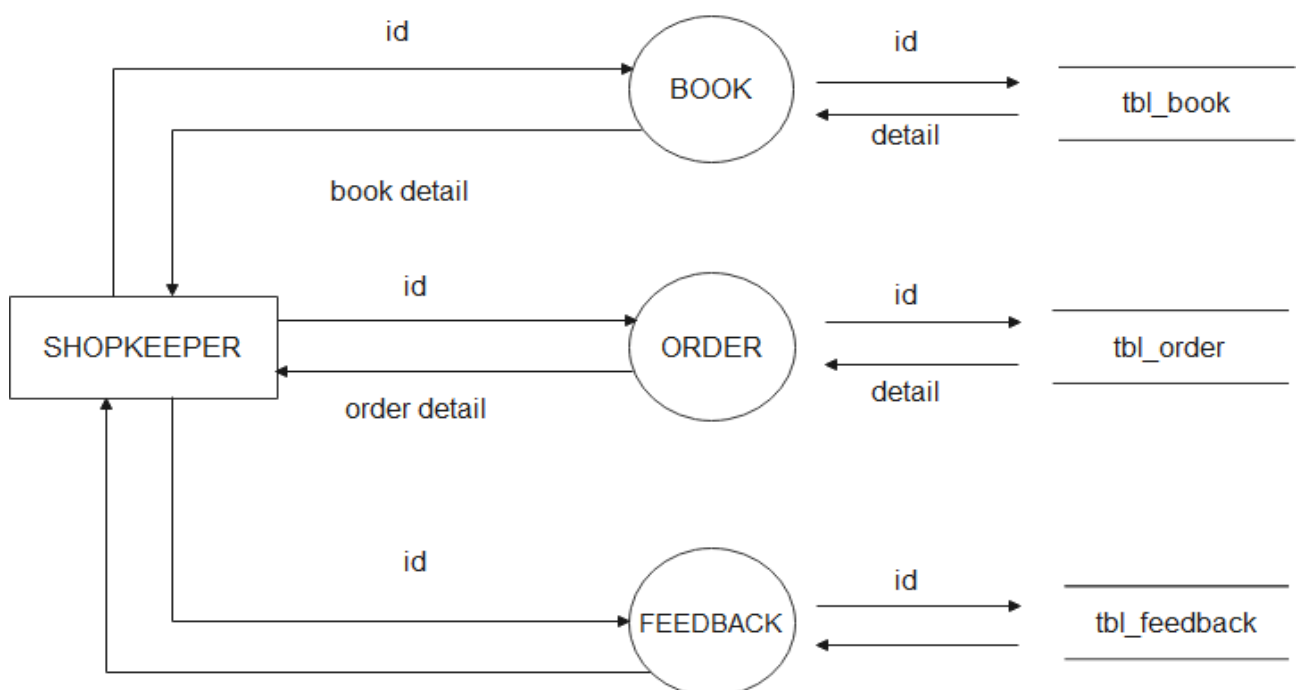 id
BOOK
id
tbl_book
detail
book detail
id
id
SHOPKEEPER
ORDER
tbl_order
detail
order detail
id
id
FEEDBACK
tbl_feedback